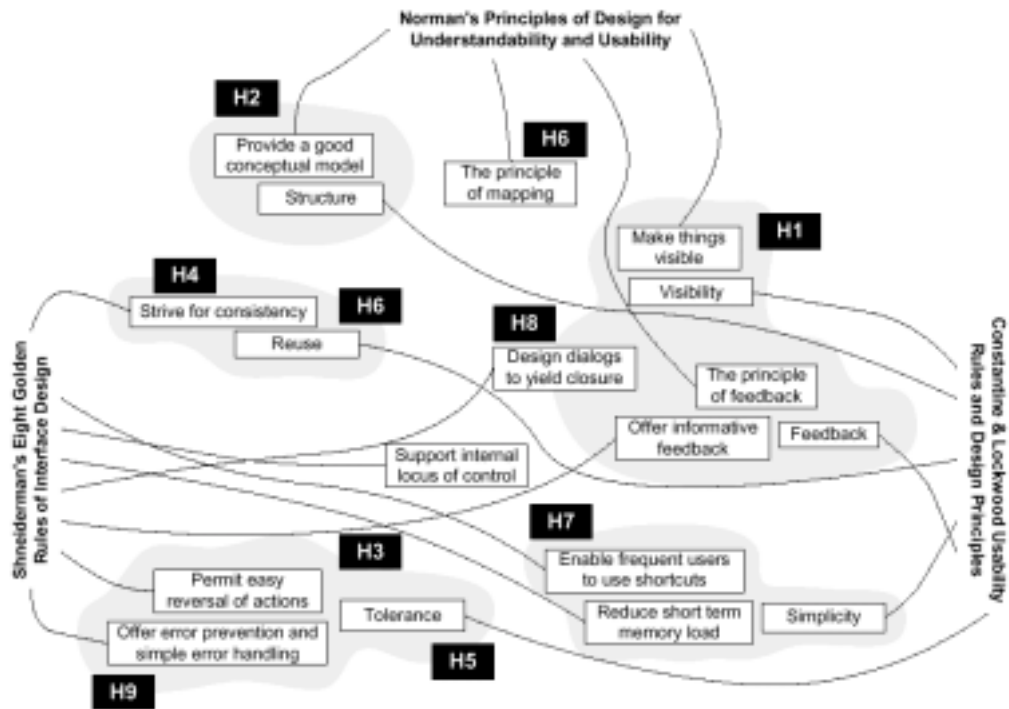 Norman's Principles of Design for
Understandability and Usability
H2
Provide a good
conceptual model
Structure
H6
The principle
of mapping
H1
Make things
visible
Visibility
H4
Strive for consistency
H6
Reuse
H8
Design dialogs
to yield closure
The principle
of feedback
Offer informative
feedback
Feedback
Support internal
locus of control
Shneiderman's Eight Golden
Rules of Interface Design
Constantine & Lockwood Usability
Rules and Design Principles
H7
Enable frequent users
to use shortcuts
Reduce short term
memory load
Simplicity
H3
Permit easy
reversal of actions
Tolerance
Offer error prevention and
simple error handling
H5
H9